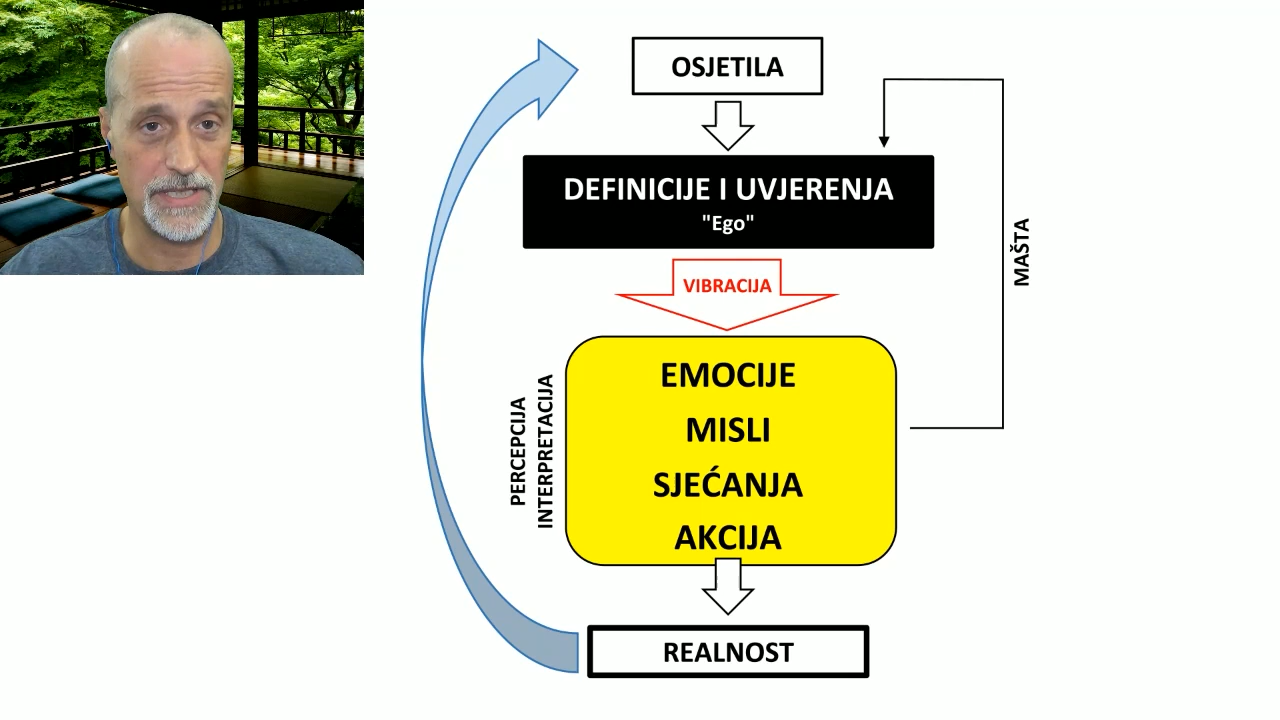 OSJETILA
DEFINICIJE I UVJERENJA
"Ego"
VIBRACIJA
MAŠTA
PERCEPCIJA
INTERPRETACIJA
EMOCIJE
MISLI
SJEĆANJA
AKCIJA
REALNOST